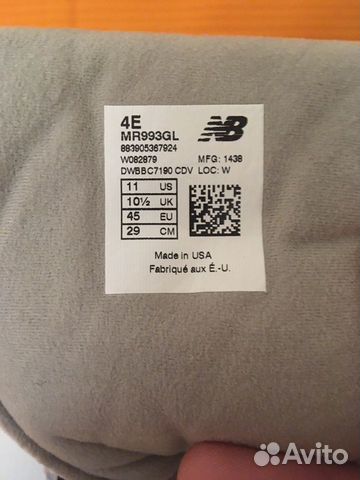 4E
MR993GL
883905367924
W082879 MFG: 1438
DWBBC7190 CDV LOC: W
11 US
10½ UK
45 EU
29 CM
NB
Made in USA
Fabriqué aux É.-U.
Avito